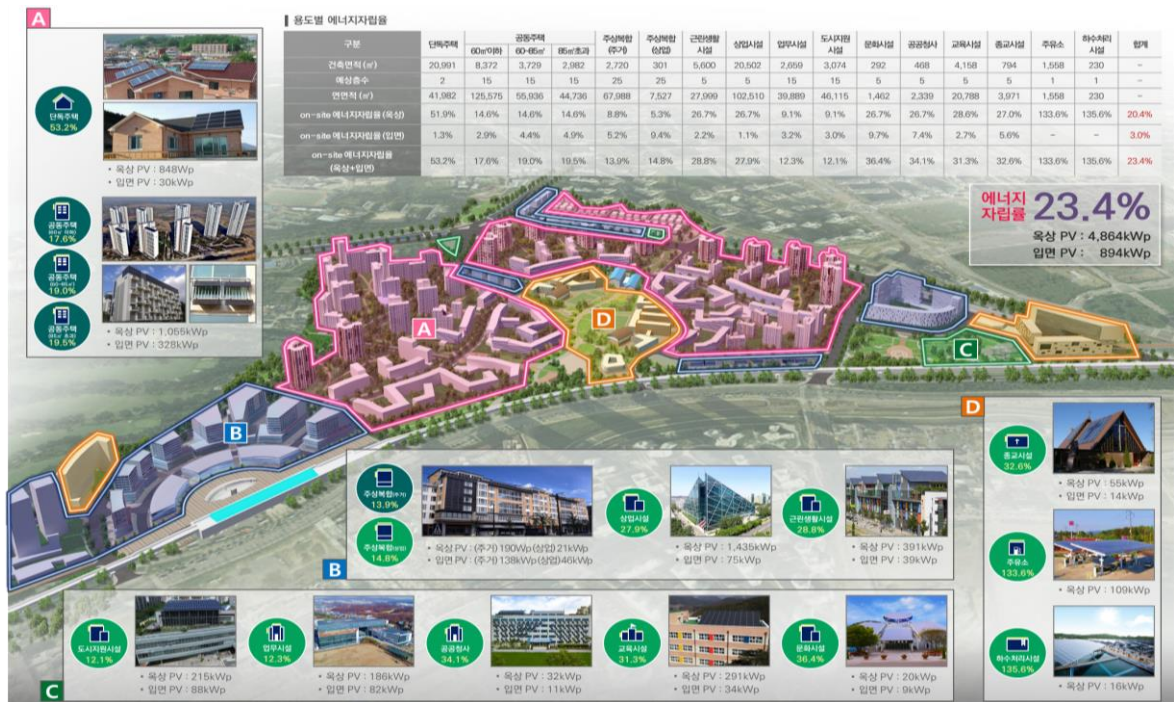 A
단독주택
53.2%
• 옥상 PV : 848Wp
• 입면 PV : 30kWp
공동주택
(60㎡ 이하)
17.6%
공동주택
(60-85㎡)
19.0%
공동주택
(85㎡ 초과)
19.5%
• 옥상 PV : 1,055kWp
• 입면 PV : 328kWp
용도별 에너지자립율
구분 단독주택 공동주택 주상복합 (주거) 주상복합 (상업) 근린생활 시설 상업시설 업무시설 도시지원 시설 문화시설 공공청사 교육시설 종교시설 주유소 하수처리 시설 합계
60㎡이하 60-85㎡ 85㎡초과
건축면적 (㎡) 20,991 8,372 3,729 2,982 2,720 301 5,600 20,502 2,659 3,074 292 468 4,158 794 1,558 230 -
예상층수 2 15 15 15 25 25 5 5 15 15 5 5 5 5 1 1 -
연면적 (㎡) 41,982 125,575 55,936 44,736 67,988 7,527 27,999 102,510 39,889 46,115 1,462 2,339 20,788 3,971 1,558 230 -
on-site 에너지자립율 (옥상) 51.9% 14.6% 14.6% 14.6% 8.8% 5.3% 26.7% 26.7% 9.1% 9.1% 26.7% 26.7% 28.6% 27.0% 133.6% 135.6% 20.4%
on-site 에너지자립율 (입면) 1.3% 2.9% 4.4% 4.9% 5.2% 9.4% 2.2% 1.1% 3.2% 3.0% 9.7% 7.4% 2.7% 5.6% - - 3.0%
on-site 에너지자립율
(옥상+입면) 53.2% 17.6% 19.0% 19.5% 13.9% 14.8% 28.8% 27.9% 12.3% 12.1% 36.4% 34.1% 31.3% 32.6% 133.6% 135.6% 23.4%
에너지
자립률 23.4%
옥상 PV : 4,864kWp
입면 PV : 894kWp
A
D
C
B
B
주상복합(주거)
13.9%
주상복합(상업)
14.8%
• 옥상 PV : (주거) 190Wp (상업) 21kWp
• 입면 PV : (주거) 138kWp (상업) 46kWp
상업시설
27.9%
• 옥상 PV : 1,435kWp
• 입면 PV : 75kWp
근린생활시설
28.8%
• 옥상 PV : 391kWp
• 입면 PV : 39kWp
C
도시지원시설
12.1%
• 옥상 PV : 215kWp
• 입면 PV : 88kWp
업무시설
12.3%
• 옥상 PV : 186kWp
• 입면 PV : 82kWp
공공청사
34.1%
• 옥상 PV : 32kWp
• 입면 PV : 11kWp
교육시설
31.3%
• 옥상 PV : 291kWp
• 입면 PV : 34kWp
문화시설
36.4%
• 옥상 PV : 20kWp
• 입면 PV : 9kWp
D
종교시설
32.6%
• 옥상 PV : 55kWp
• 입면 PV : 14kWp
주유소
133.6%
• 옥상 PV : 109kWp
하수처리시설
135.6%
• 옥상 PV : 16kWp